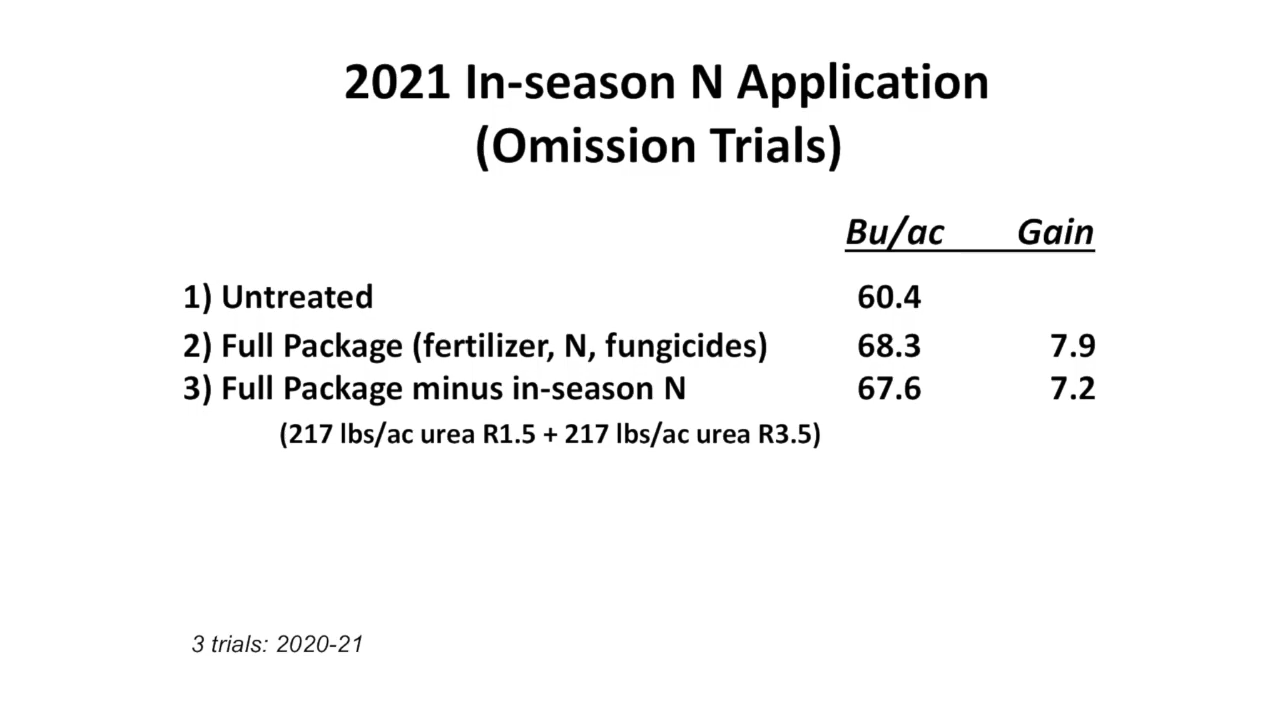 2021 In-season N Application
(Omission Trials)
Bu/ac Gain
1) Untreated 60.4
2) Full Package (fertilizer, N, fungicides) 68.3 7.9
3) Full Package minus in-season N 67.6 7.2
(217 lbs/ac urea R1.5 + 217 lbs/ac urea R3.5)
3 trials: 2020-21